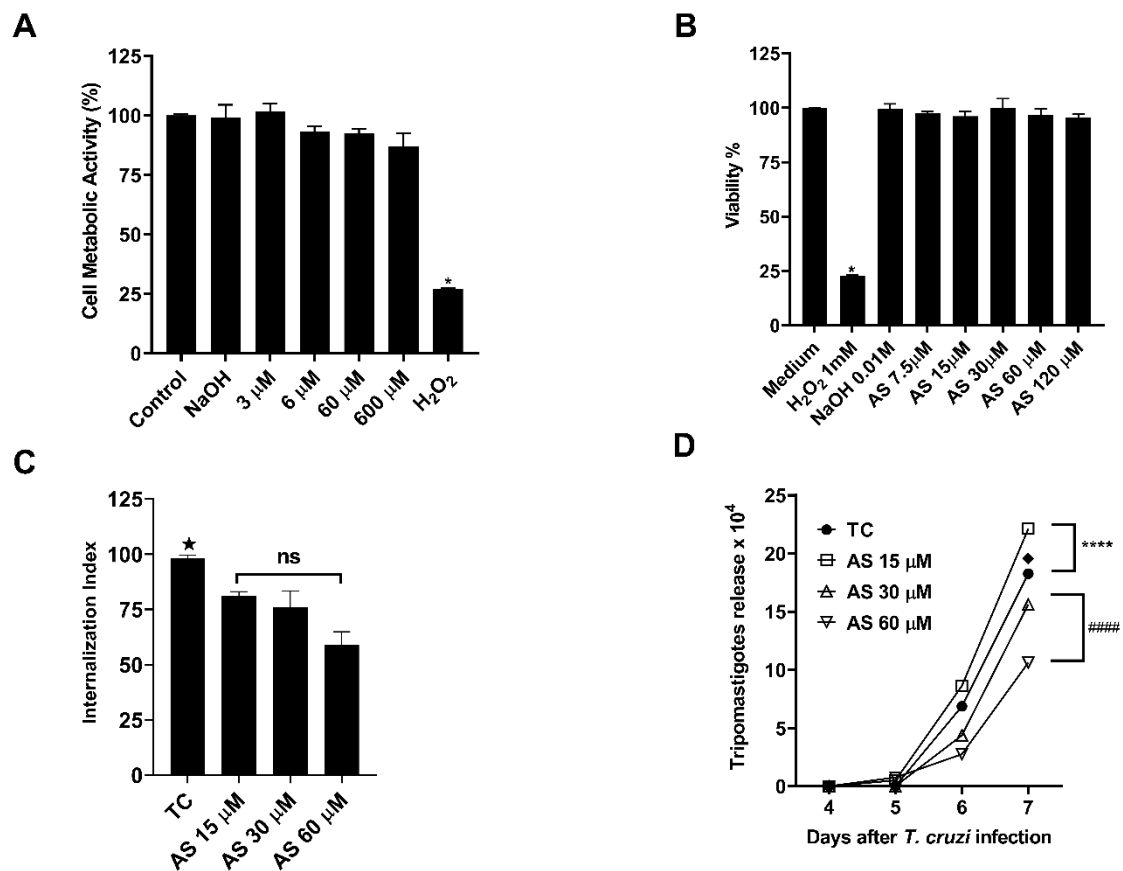 A
Cell Metabolic Activity (%)
125
100
75
50
25
0
*
Control
NaOH
3 µM
6 µM
60 µM
600 µM
H₂O₂
B
Viability %
125
100
75
50
25
0
*
Medium
H₂O₂ 1mM
NaOH 0.01M
AS 7.5µM
AS 15µM
AS 30µM
AS 60 µM
AS 120 µM
C
Internalization Index
125
100
75
50
25
0
★
ns
TC
AS 15 µM
AS 30 µM
AS 60 µM
D
Tripomastigotes release x 10⁴
25
20
15
10
5
0
TC
AS 15 µM
AS 30 µM
AS 60 µM
****
####
4 5 6 7
Days after T. cruzi infection